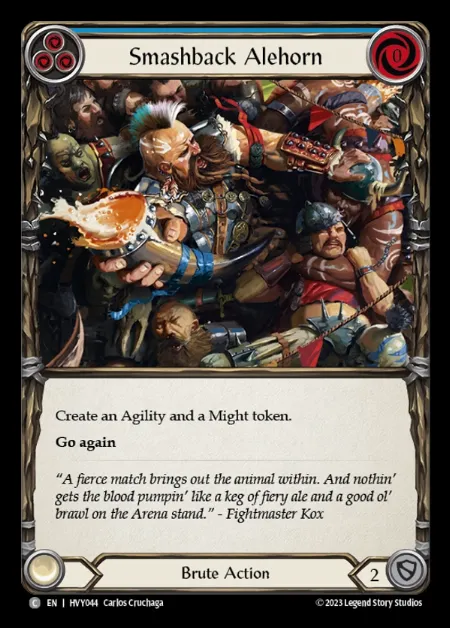 Smashback Alehorn
0
Create an Agility and a Might token.
Go again
“A fierce match brings out the animal within. And nothin’
gets the blood pumpin’ like a keg of fiery ale and a good ol’
brawl on the Arena stand.” - Fightmaster Kox
Brute Action
2
C EN | HVY044 Carlos Cruchaga
© 2023 Legend Story Studios